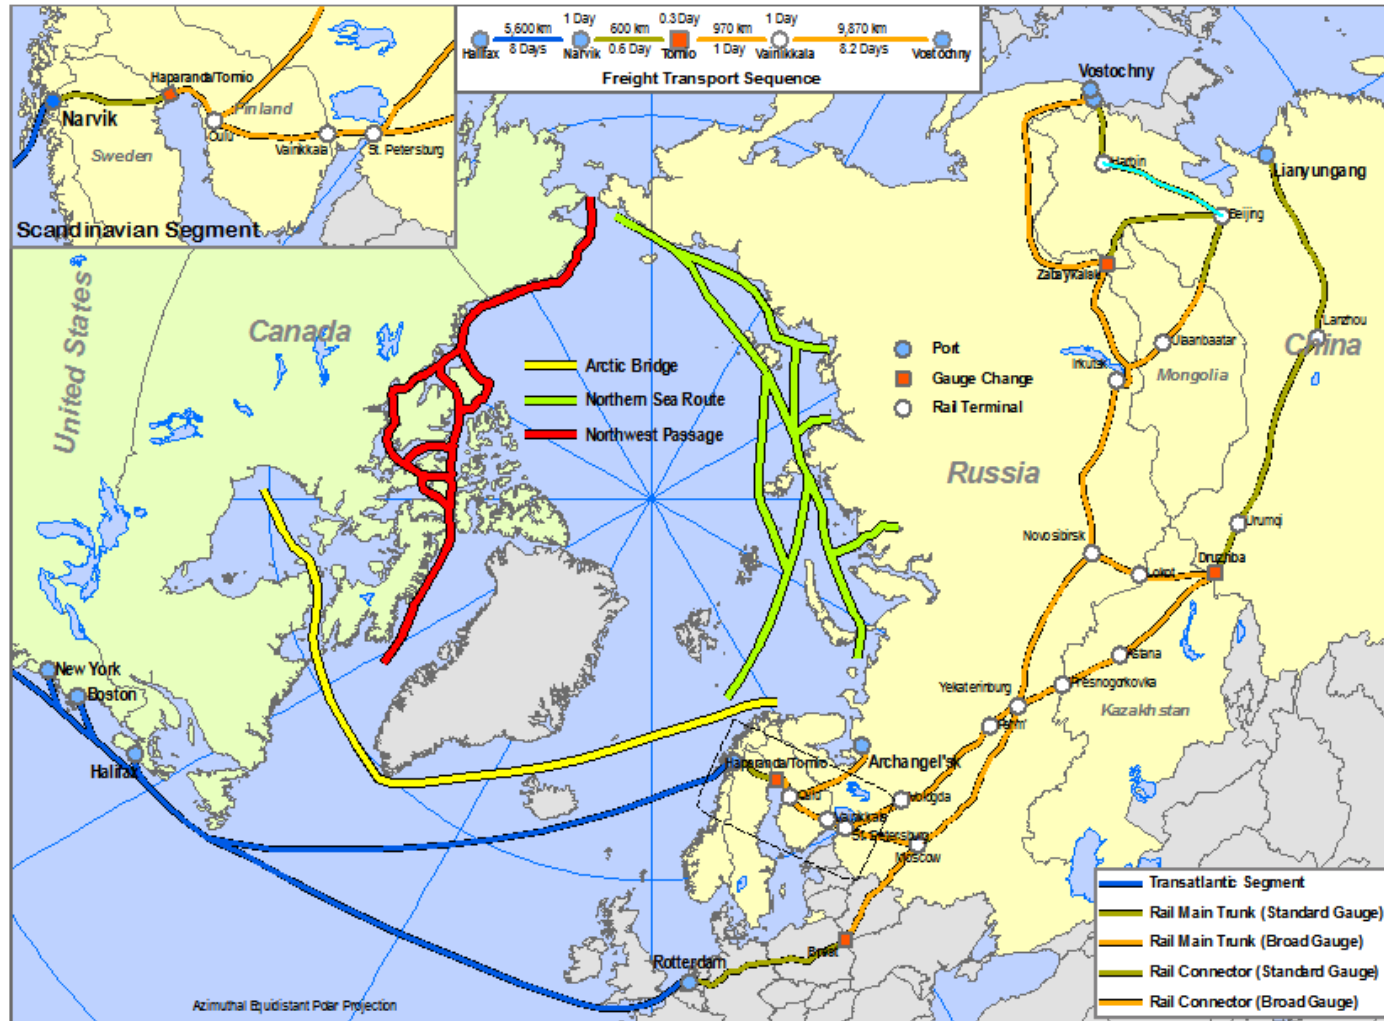 Haparanda/Tornio
Finland
Narvik
Oulu
Vainikkala
St. Petersburg
Sweden
Scandinavian Segment
1 Day
0.3 Day
1 Day
5,600 km
600 km
970 km
9,870 km
Halifax
8 Days
Narvik
0.6 Day
Tornio
1 Day
Vainikkala
8.2 Days
Vostochny
Freight Transport Sequence
Vostochny
Harbin
Lianyungang
Beijing
Zabaykalsk
United States
Canada
Lanzhou
Ulaanbaatar
China
Port
Arctic Bridge
Irkutsk
Mongolia
Gauge Change
Northern Sea Route
Rail Terminal
Northwest Passage
Russia
Urumqi
Novosibirsk
Druzhba
Lokot
Astana
New York
Presnogorkovka
Yekaterinburg
Boston
Kazakhstan
Perm'
Halifax
Archangel'sk
Haparanda/Tornio
Oulu
Vologda
Vainikkala
St. Petersburg
Moscow
Transatlantic Segment
Rail Main Trunk (Standard Gauge)
Rail Main Trunk (Broad Gauge)
Brest
Rotterdam
Rail Connector (Standard Gauge)
Rail Connector (Broad Gauge)
Azimuthal Equidistant Polar Projection